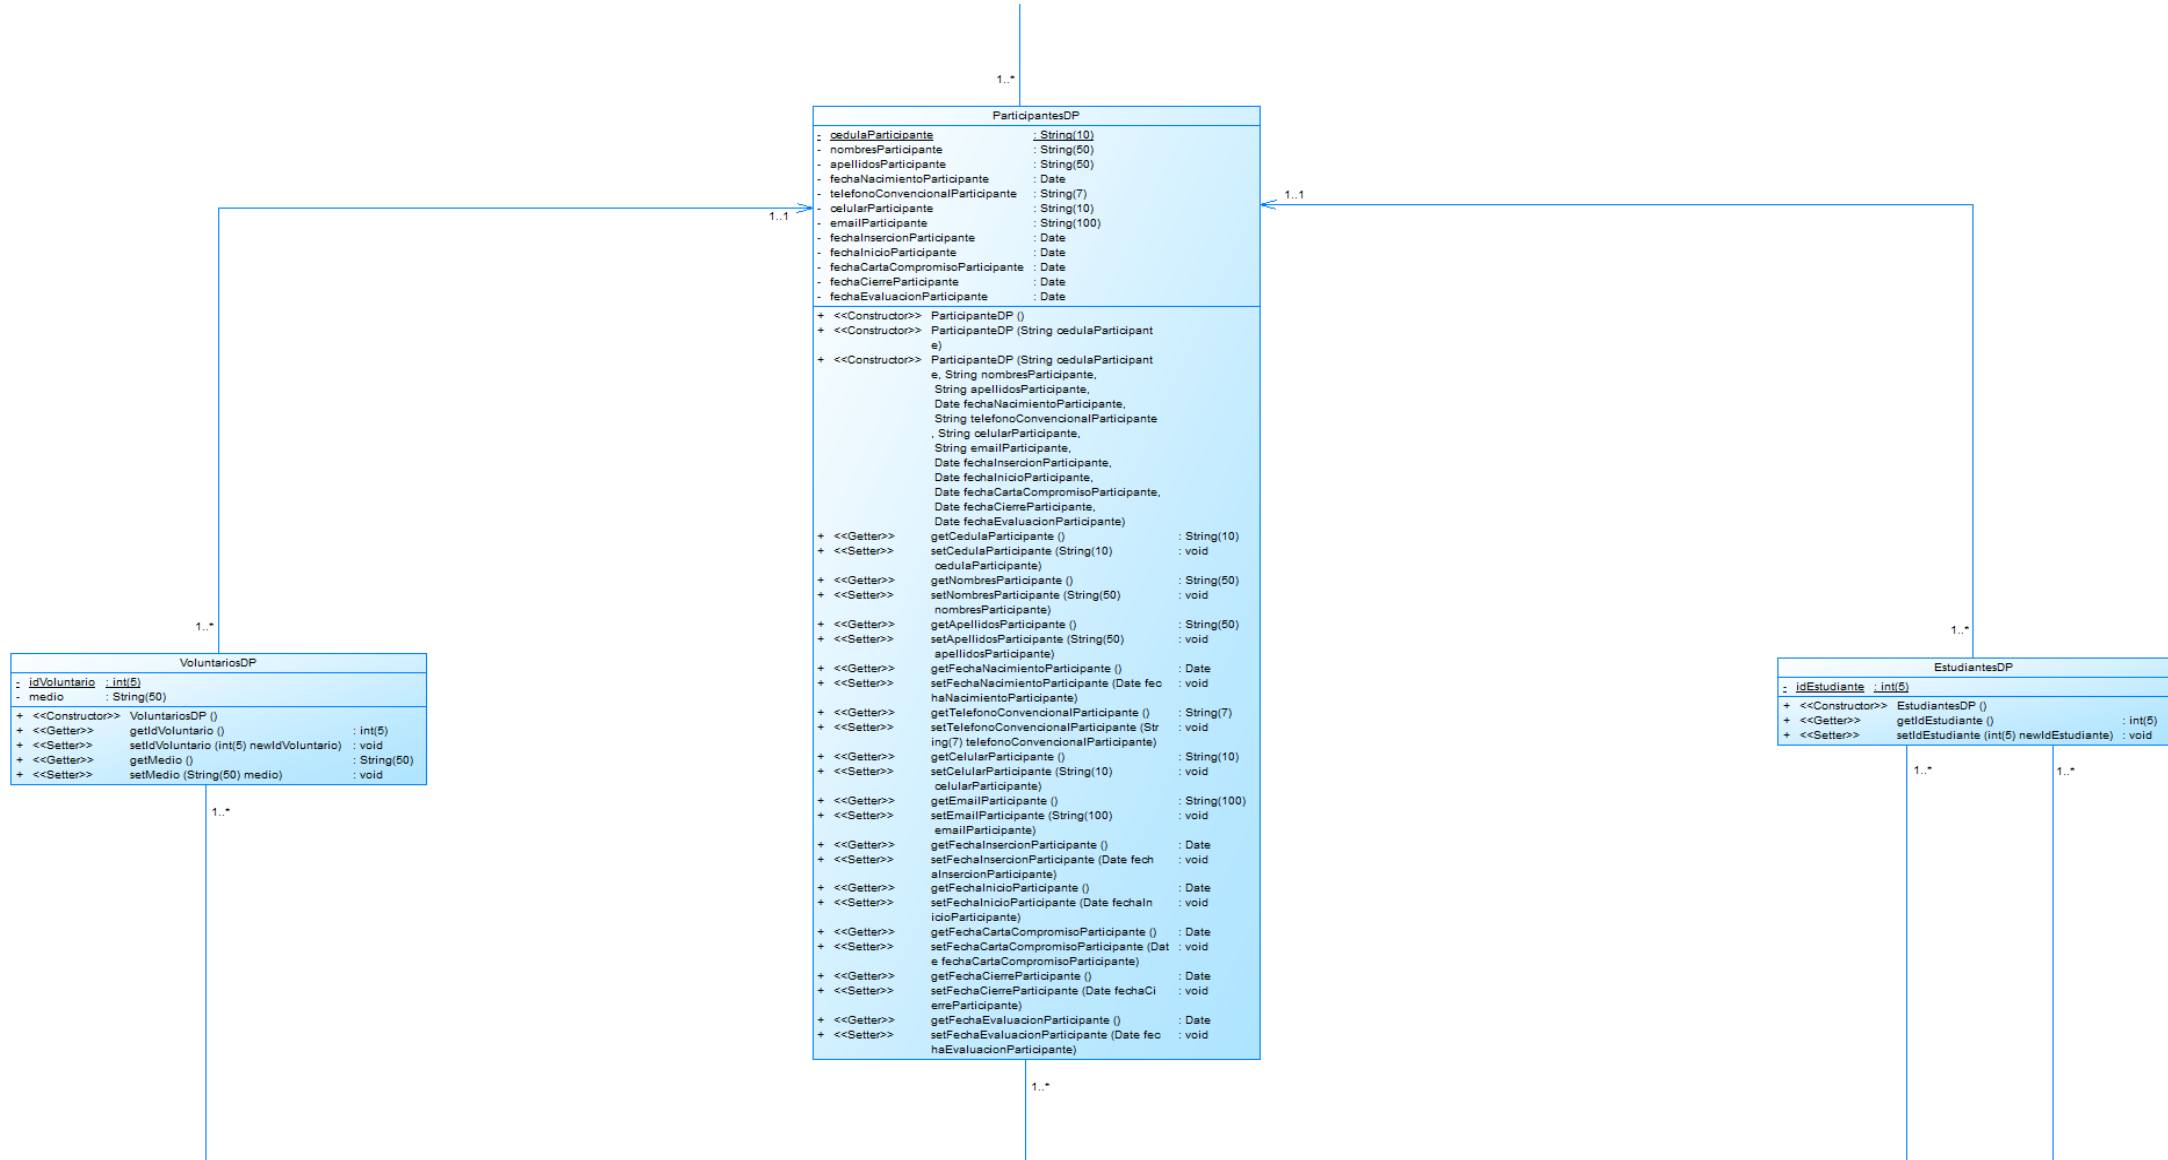 1..*
ParticipantesDP
- cedulaParticipante : String(10)
- nombresParticipante : String(50)
- apellidosParticipante : String(50)
- fechaNacimientoParticipante : Date
- telefonoConvencionalParticipante : String(7)
- celularParticipante : String(10)
- emailParticipante : String(100)
- fechaInsercionParticipante : Date
- fechaInicioParticipante : Date
- fechaCartaCompromisoParticipante : Date
- fechaCierreParticipante : Date
- fechaEvaluacionParticipante : Date
+ <<Constructor>> ParticipanteDP ()
+ <<Constructor>> ParticipanteDP (String cedulaParticipant
e)
+ <<Constructor>> ParticipanteDP (String cedulaParticipant
e, String nombresParticipante,
String apellidosParticipante,
Date fechaNacimientoParticipante,
String telefonoConvencionalParticipante
, String celularParticipante,
String emailParticipante,
Date fechaInsercionParticipante,
Date fechaInicioParticipante,
Date fechaCartaCompromisoParticipante,
Date fechaCierreParticipante,
Date fechaEvaluacionParticipante)
+ <<Getter>> getCedulaParticipante () : String(10)
+ <<Setter>> setCedulaParticipante (String(10) : void
cedulaParticipante)
+ <<Getter>> getNombresParticipante () : String(50)
+ <<Setter>> setNombresParticipante (String(50) : void
nombresParticipante)
+ <<Getter>> getApellidosParticipante () : String(50)
+ <<Setter>> setApellidosParticipante (String(50) : void
apellidosParticipante)
+ <<Getter>> getFechaNacimientoParticipante () : Date
+ <<Setter>> setFechaNacimientoParticipante (Date fec : void
haNacimientoParticipante)
+ <<Getter>> getTelefonoConvencionalParticipante () : String(7)
+ <<Setter>> setTelefonoConvencionalParticipante (Str : void
ing(7) telefonoConvencionalParticipante)
+ <<Getter>> getCelularParticipante () : String(10)
+ <<Setter>> setCelularParticipante (String(10) : void
celularParticipante)
+ <<Getter>> getEmailParticipante () : String(100)
+ <<Setter>> setEmailParticipante (String(100) : void
emailParticipante)
+ <<Getter>> getFechaInsercionParticipante () : Date
+ <<Setter>> setFechaInsercionParticipante (Date fech : void
aInsercionParticipante)
+ <<Getter>> getFechaInicioParticipante () : Date
+ <<Setter>> setFechaInicioParticipante (Date fechaIn : void
icioParticipante)
+ <<Getter>> getFechaCartaCompromisoParticipante () : Date
+ <<Setter>> setFechaCartaCompromisoParticipante (Dat : void
e fechaCartaCompromisoParticipante)
+ <<Getter>> getFechaCierreParticipante () : Date
+ <<Setter>> setFechaCierreParticipante (Date fechaCi : void
erreParticipante)
+ <<Getter>> getFechaEvaluacionParticipante () : Date
+ <<Setter>> setFechaEvaluacionParticipante (Date fec : void
haEvaluacionParticipante)
1..*
1..1
1..*
VoluntariosDP
- idVoluntario : int(5)
- medio : String(50)
+ <<Constructor>> VoluntariosDP ()
+ <<Getter>> getIdVoluntario () : int(5)
+ <<Setter>> setIdVoluntario (int(5) newIdVoluntario) : void
+ <<Getter>> getMedio () : String(50)
+ <<Setter>> setMedio (String(50) medio) : void
1..*
1..1
1..*
EstudiantesDP
- idEstudiante : int(5)
+ <<Constructor>> EstudiantesDP ()
+ <<Getter>> getIdEstudiante () : int(5)
+ <<Setter>> setIdEstudiante (int(5) newIdEstudiante) : void
1..*
1..*